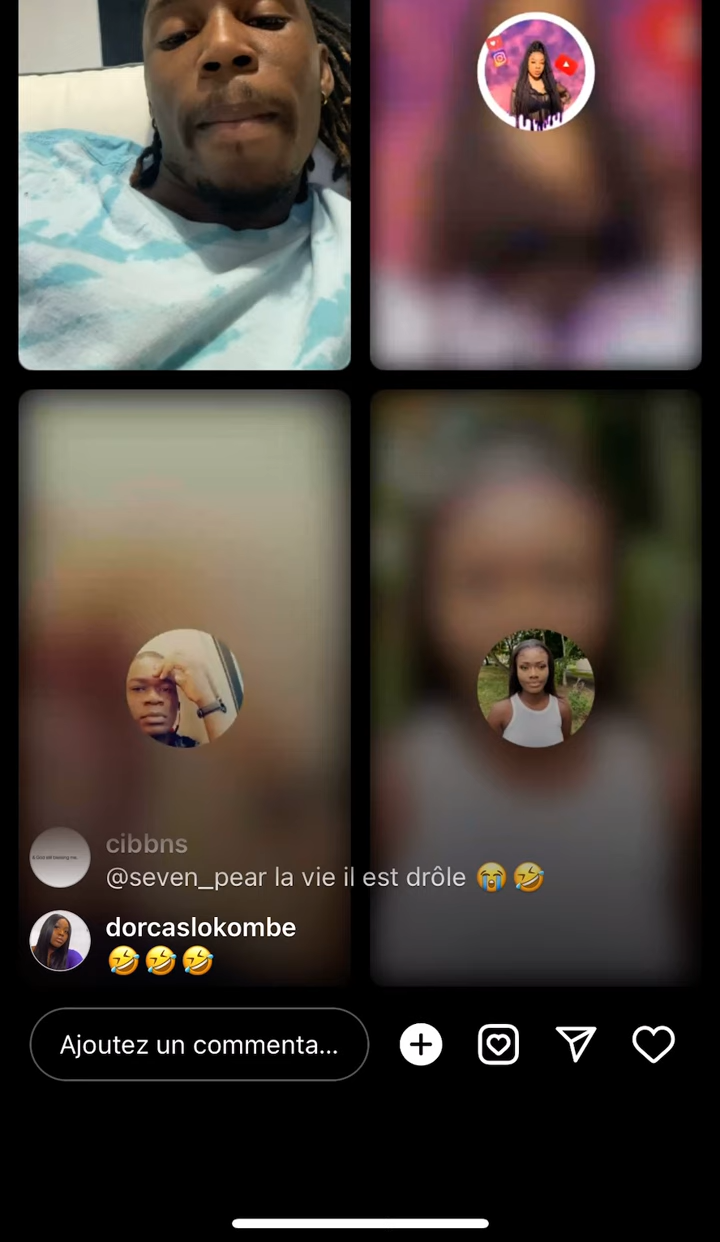 cibbns
@seven_pear la vie il est drôle 😭🤣
dorcaslokombe
🤣🤣🤣
Ajoutez un commenta...